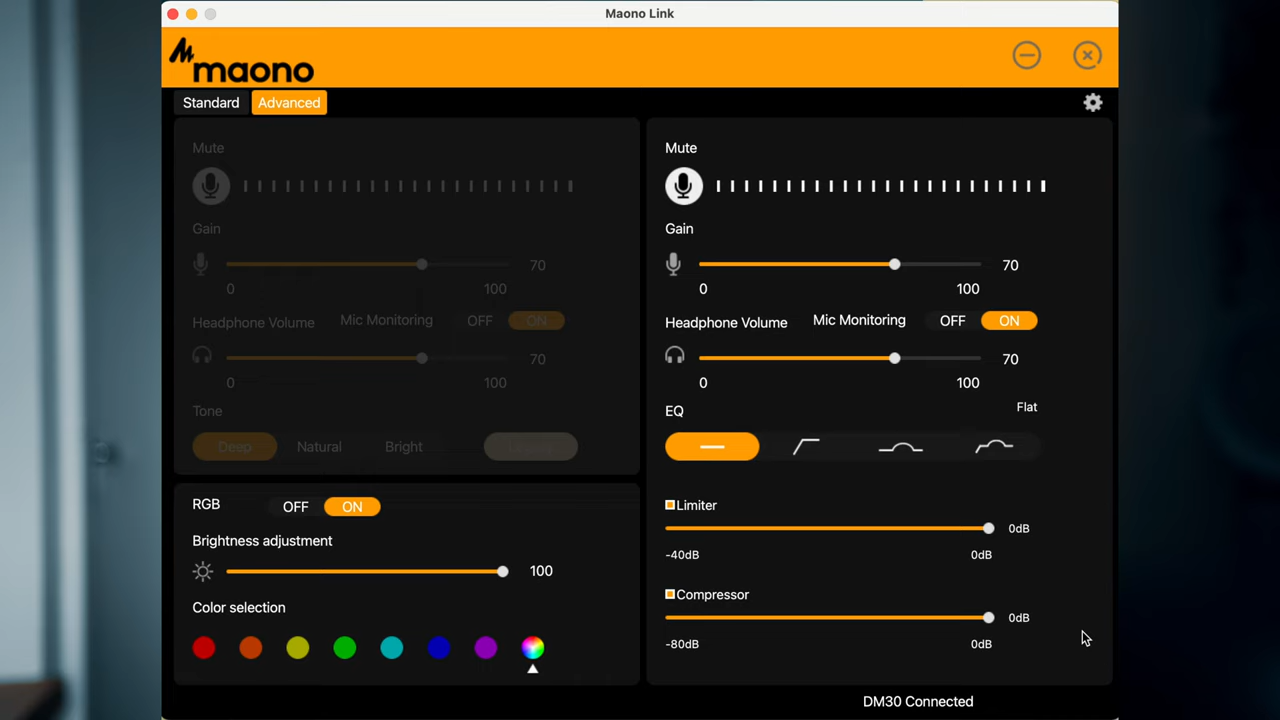 Maono Link
maono
Standard
Advanced
Mute
Gain
70
0
100
Headphone Volume
Mic Monitoring
OFF
ON
70
0
100
Tone
Deep
Natural
Bright
RGB
OFF
ON
Brightness adjustment
100
Color selection
Mute
Gain
70
0
100
Headphone Volume
Mic Monitoring
OFF
ON
70
0
100
EQ
Flat
Limiter
0dB
-40dB
0dB
Compressor
0dB
-80dB
0dB
DM30 Connected